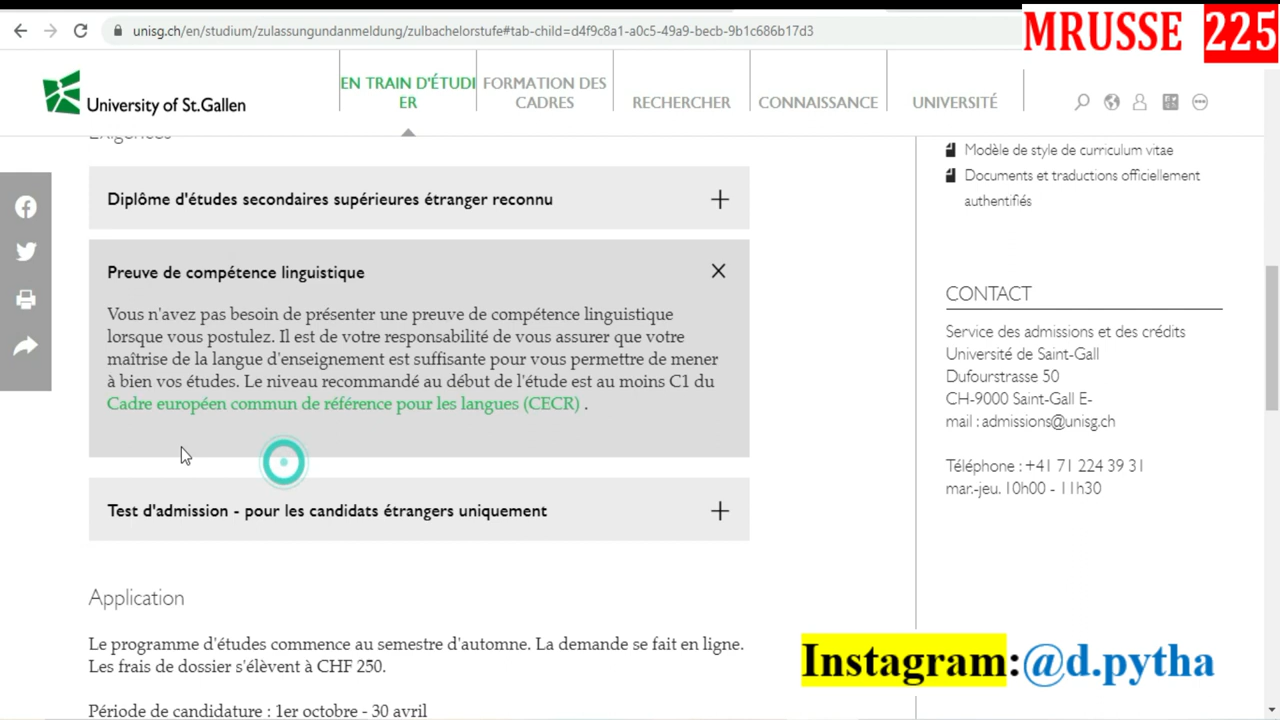 unisg.ch/en/studium/zulassungundanmeldung/zulbachelorstufe#tab-child=d4f9c8a1-a0c5-49a9-becb-9b1c686b17d3
MRUSSE 225
University of St.Gallen
EN TRAIN D'ÉTUDI
ER
FORMATION DES
CADRES
RECHERCHER
CONNAISSANCE
UNIVERSITÉ
Exigences
Diplôme d'études secondaires supérieures étranger reconnu
Preuve de compétence linguistique
Vous n'avez pas besoin de présenter une preuve de compétence linguistique
lorsque vous postulez. Il est de votre responsabilité de vous assurer que votre
maîtrise de la langue d'enseignement est suffisante pour vous permettre de mener
à bien vos études. Le niveau recommandé au début de l'étude est au moins C1 du
Cadre européen commun de référence pour les langues (CECR) .
Test d'admission - pour les candidats étrangers uniquement
Application
Le programme d'études commence au semestre d'automne. La demande se fait en ligne.
Les frais de dossier s'élèvent à CHF 250.
Période de candidature : 1er octobre - 30 avril
Modèle de style de curriculum vitae
Documents et traductions officiellement
authentifiés
CONTACT
Service des admissions et des crédits
Université de Saint-Gall
Dufourstrasse 50
CH-9000 Saint-Gall E-
mail : admissions@unisg.ch
Téléphone : +41 71 224 39 31
mar.-jeu. 10h00 - 11h30
Instagram:@d.pytha